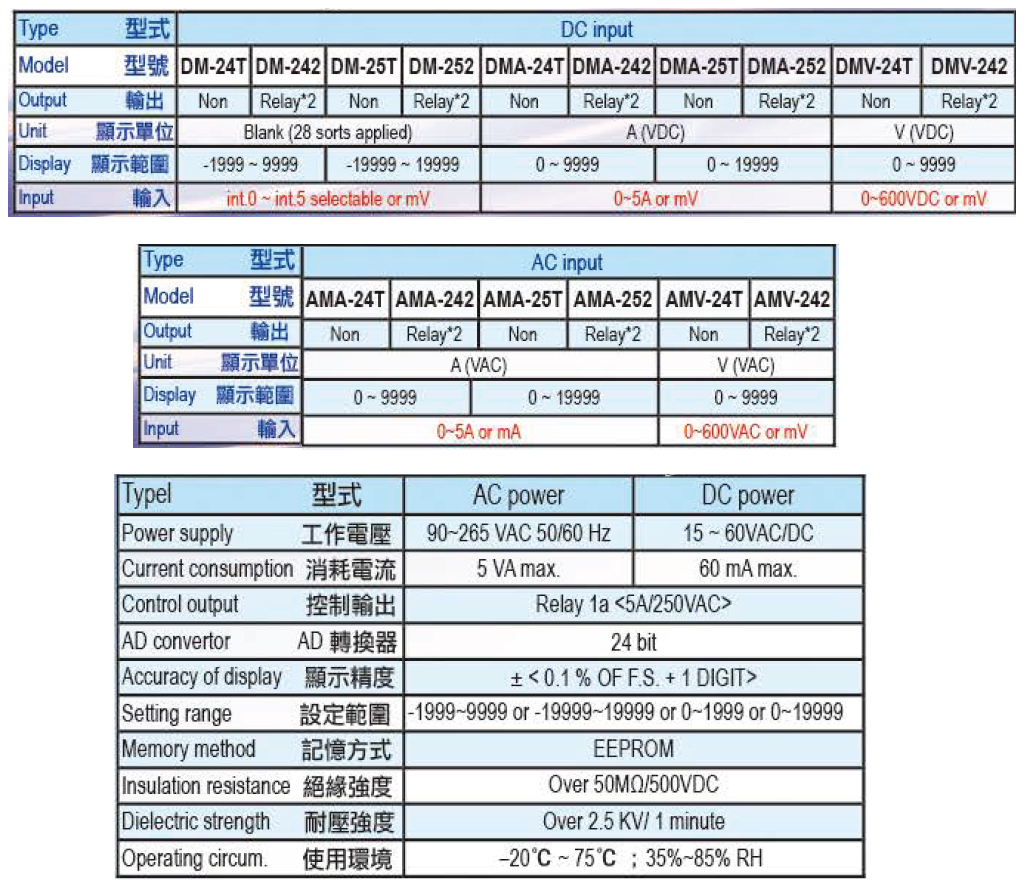 Type 型式 DC input
Model 型號 DM-24T DM-242 DM-25T DM-252 DMA-24T DMA-242 DMA-25T DMA-252 DMV-24T DMV-242
Output 輸出 Non Relay*2 Non Relay*2 Non Relay*2 Non Relay*2 Non Relay*2
Unit 顯示單位 Blank (28 sorts applied) A (VDC) V (VDC)
Display 顯示範圍 -1999 ~ 9999 -19999 ~ 19999 0 ~ 9999 0 ~ 19999 0 ~ 9999
Input 輸入 int.0 ~ int.5 selectable or mV 0~5A or mV 0~600VDC or mV
Type 型式 AC input
Model 型號 AMA-24T AMA-242 AMA-25T AMA-252 AMV-24T AMV-242
Output 輸出 Non Relay*2 Non Relay*2 Non Relay*2
Unit 顯示單位 A (VAC) V (VAC)
Display 顯示範圍 0 ~ 9999 0 ~ 19999 0 ~ 9999
Input 輸入 0~5A or mA 0~600VAC or mV
Typel 型式 AC power DC power
Power supply 工作電壓 90~265 VAC 50/60 Hz 15 ~ 60VAC/DC
Current consumption 消耗電流 5 VA max. 60 mA max.
Control output 控制輸出 Relay 1a <5A/250VAC>
AD convertor AD 轉換器 24 bit
Accuracy of display 顯示精度 ± < 0.1 % OF F.S. + 1 DIGIT>
Setting range 設定範圍 -1999~9999 or -19999~19999 or 0~1999 or 0~19999
Memory method 記憶方式 EEPROM
Insulation resistance 絕緣強度 Over 50MΩ/500VDC
Dielectric strength 耐壓強度 Over 2.5 KV/ 1 minute
Operating circum. 使用環境 –20°C ~ 75°C ；35%~85% RH